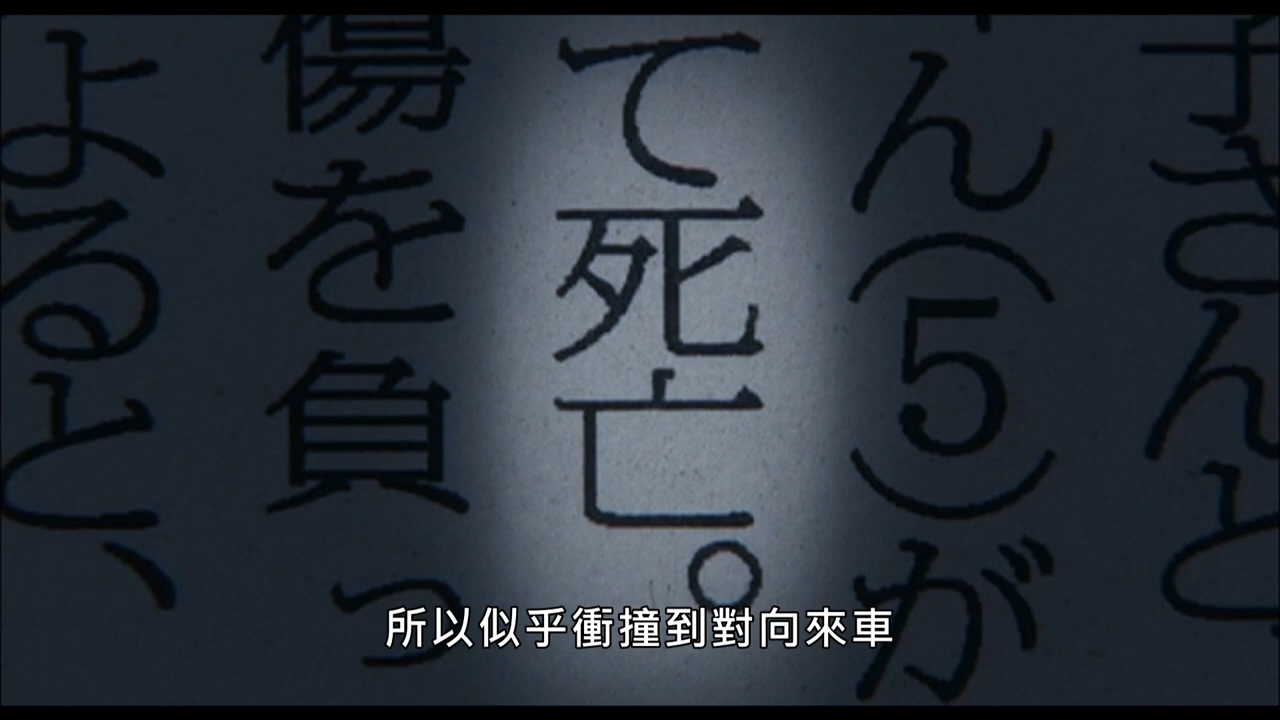 子さんと
ん(5)が
て死亡。
傷を負っ
よると、
所以似乎衝撞到對向來車